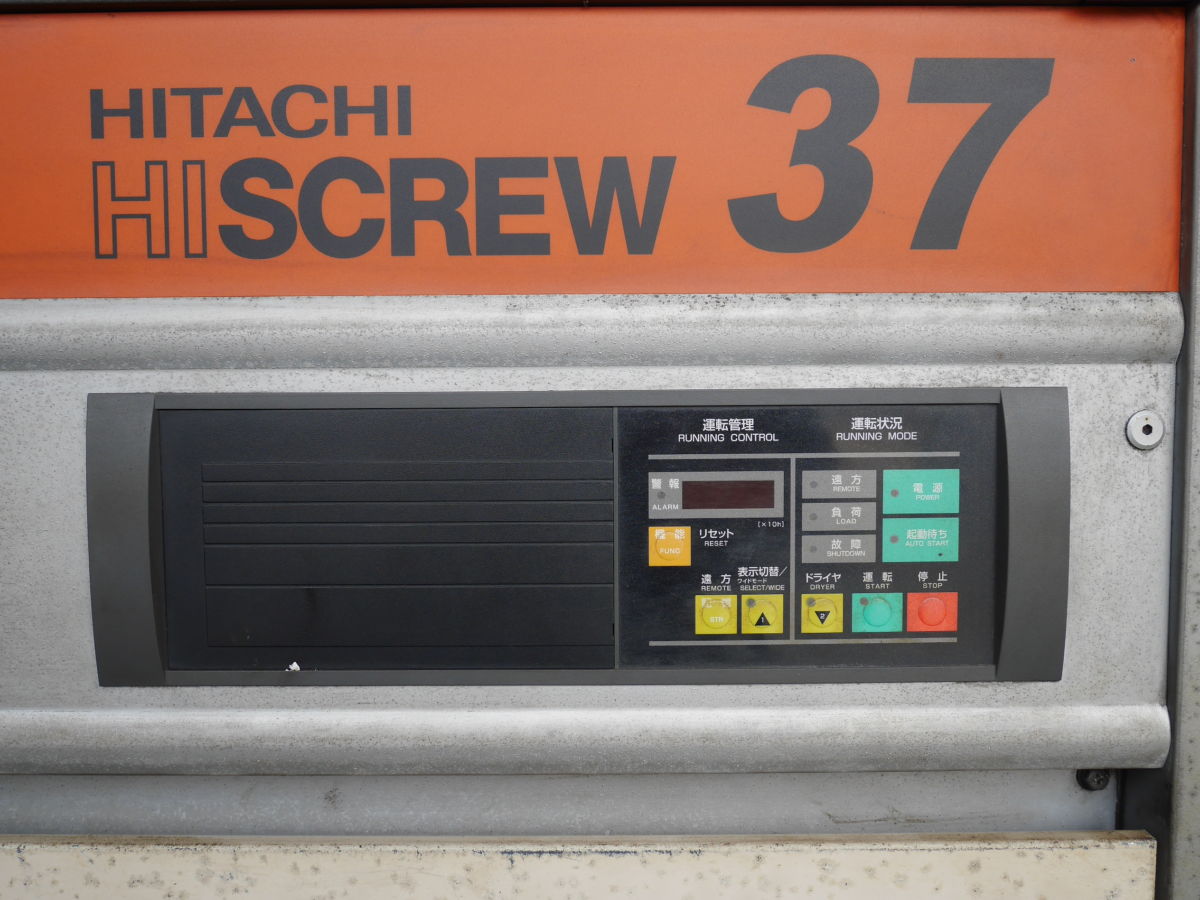 HITACHI
HISCREW 37
運転管理
RUNNING CONTROL
運転状況
RUNNING MODE
警報
ALARM
[×10h]
機能
FUNC
リセット
RESET
遠方
REMOTE
STR
表示切替/
ワイドモード
SELECT/WIDE
1
遠方
REMOTE
負荷
LOAD
故障
SHUTDOWN
電源
POWER
起動待ち
AUTO START
ドライヤ
DRYER
2
運転
START
停止
STOP